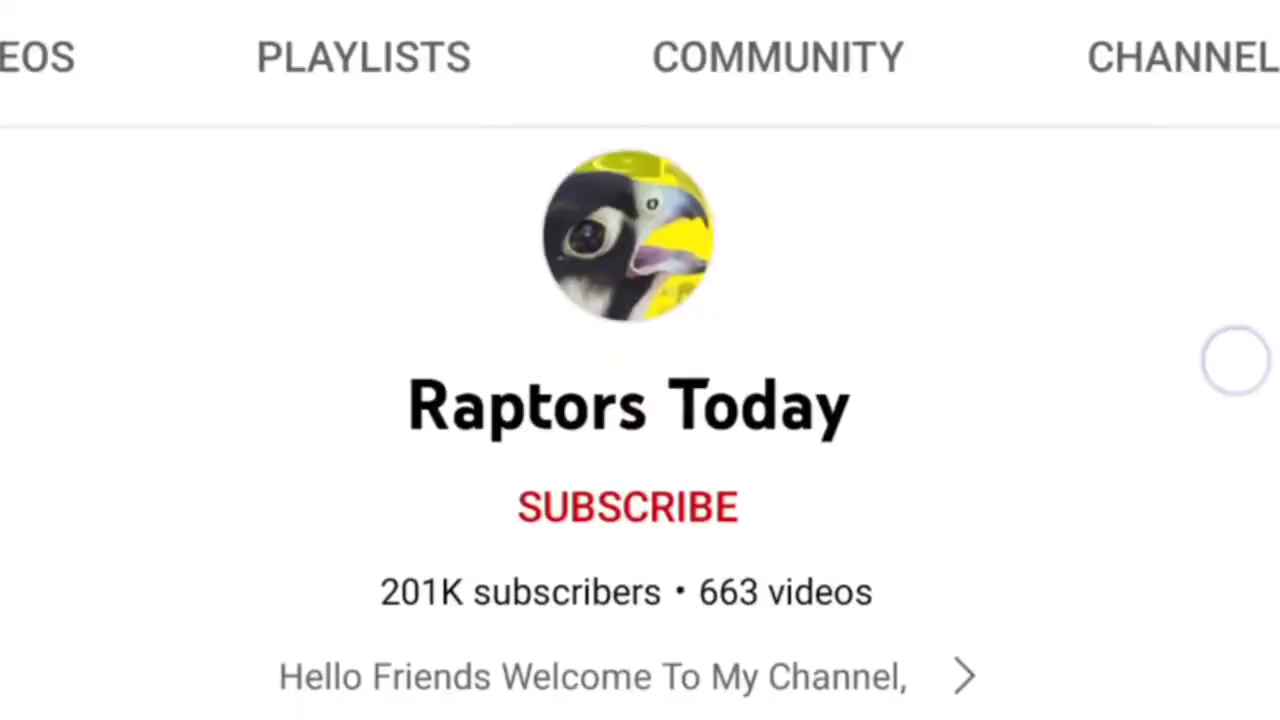 EOS PLAYLISTS COMMUNITY CHANNEL
Raptors Today
SUBSCRIBE
201K subscribers • 663 videos
Hello Friends Welcome To My Channel,